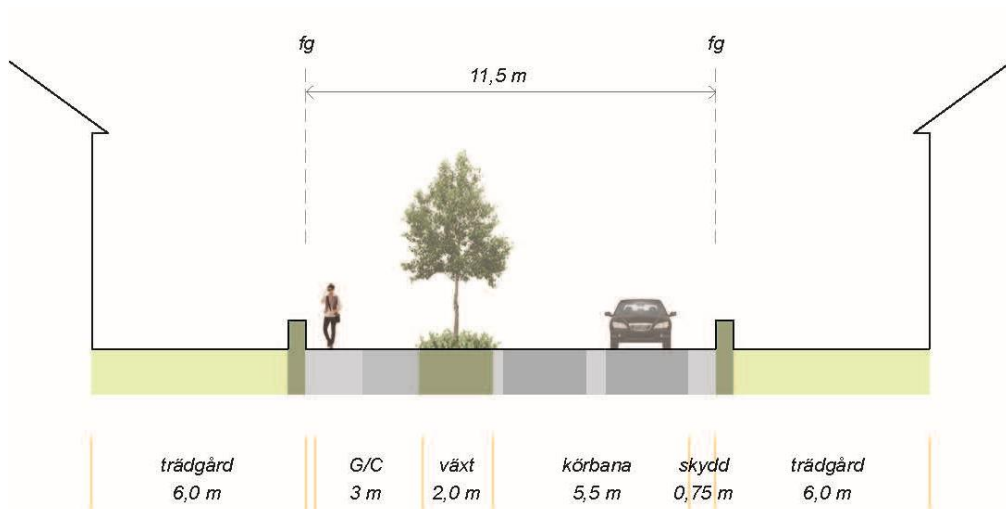 fg fg
11,5 m
trädgård G/C växt körbana skydd trädgård
6,0 m 3 m 2,0 m 5,5 m 0,75 m 6,0 m